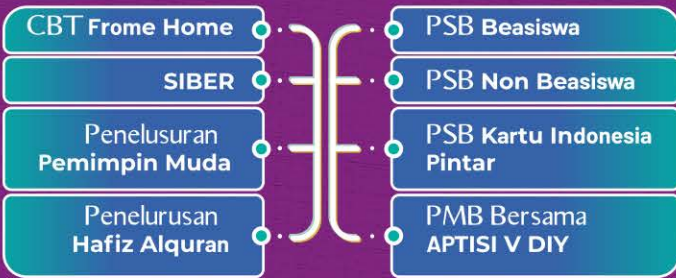 CBT Frome Home
SIBER
Penelusuran
Pemimpin Muda
Penelurusan
Hafiz Alquran
PSB Beasiswa
PSB Non Beasiswa
PSB Kartu Indonesia
Pintar
PMB Bersama
APTISI V DIY